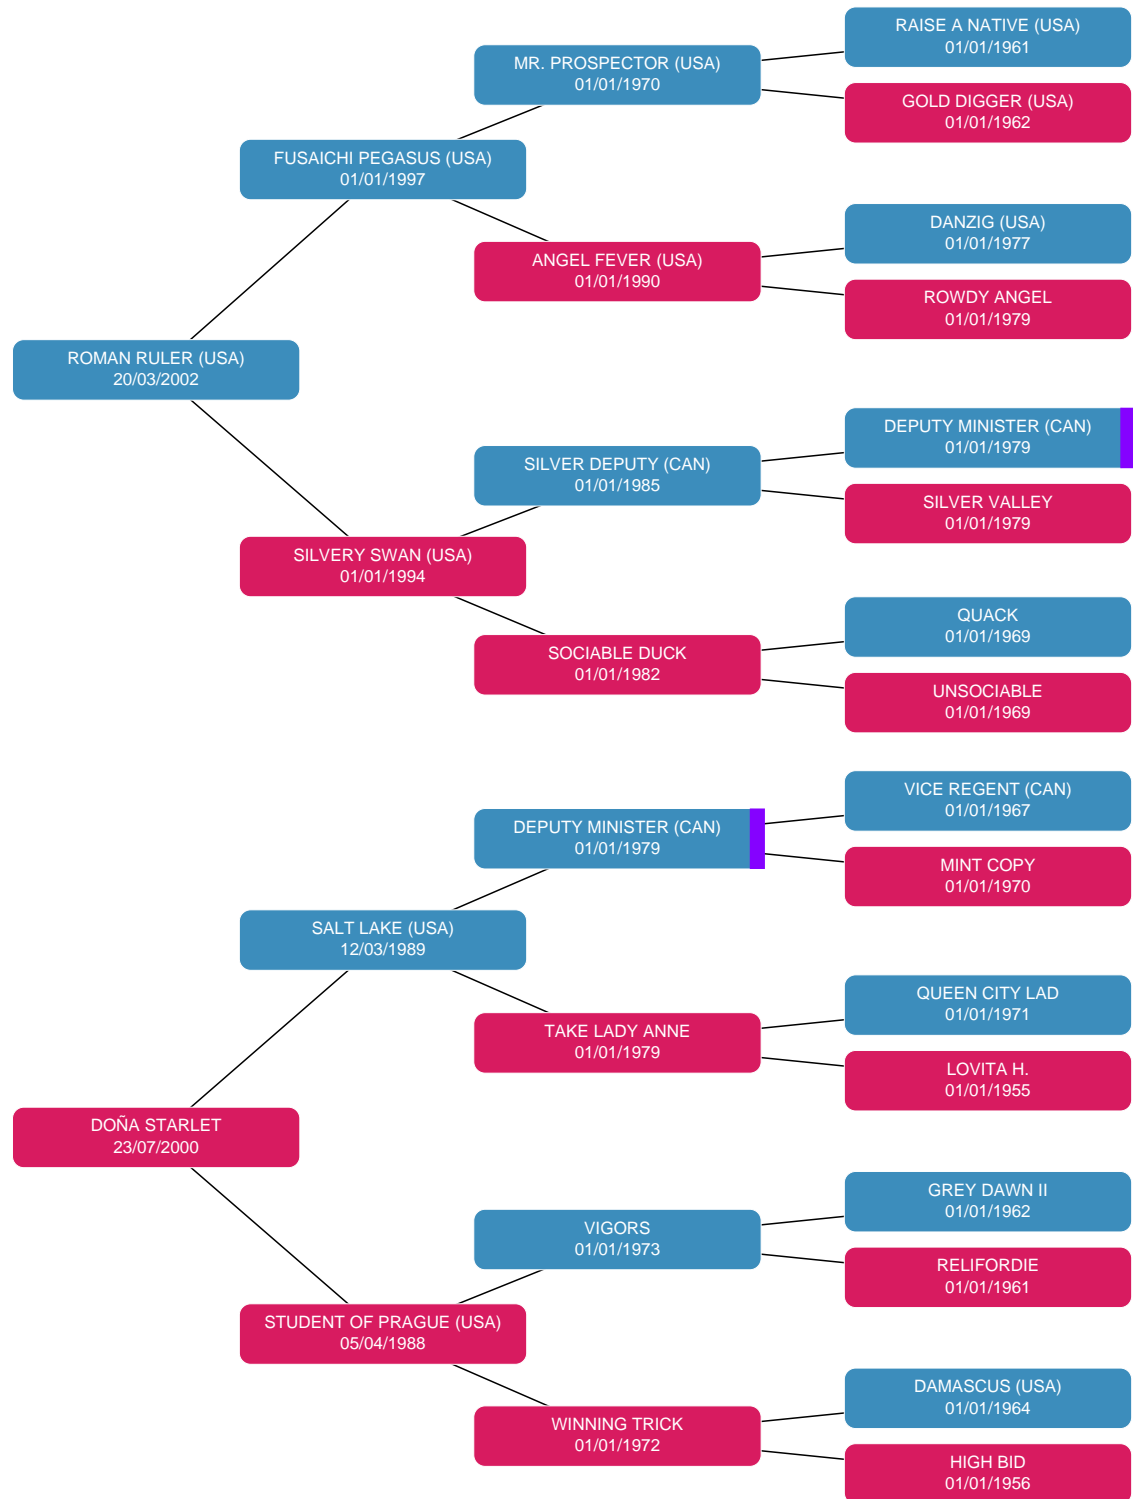 RAISE A NATIVE (USA)
01/01/1961
MR. PROSPECTOR (USA)
01/01/1970
GOLD DIGGER (USA)
01/01/1962
FUSAICHI PEGASUS (USA)
01/01/1997
DANZIG (USA)
01/01/1977
ANGEL FEVER (USA)
01/01/1990
ROWDY ANGEL
01/01/1979
ROMAN RULER (USA)
20/03/2002
DEPUTY MINISTER (CAN)
01/01/1979
SILVER DEPUTY (CAN)
01/01/1985
SILVER VALLEY
01/01/1979
SILVERY SWAN (USA)
01/01/1994
QUACK
01/01/1969
SOCIABLE DUCK
01/01/1982
UNSOCIABLE
01/01/1969
VICE REGENT (CAN)
01/01/1967
DEPUTY MINISTER (CAN)
01/01/1979
MINT COPY
01/01/1970
SALT LAKE (USA)
12/03/1989
QUEEN CITY LAD
01/01/1971
TAKE LADY ANNE
01/01/1979
LOVITA H.
01/01/1955
DOÑA STARLET
23/07/2000
GREY DAWN II
01/01/1962
VIGORS
01/01/1973
RELIFORDIE
01/01/1961
STUDENT OF PRAGUE (USA)
05/04/1988
DAMASCUS (USA)
01/01/1964
WINNING TRICK
01/01/1972
HIGH BID
01/01/1956